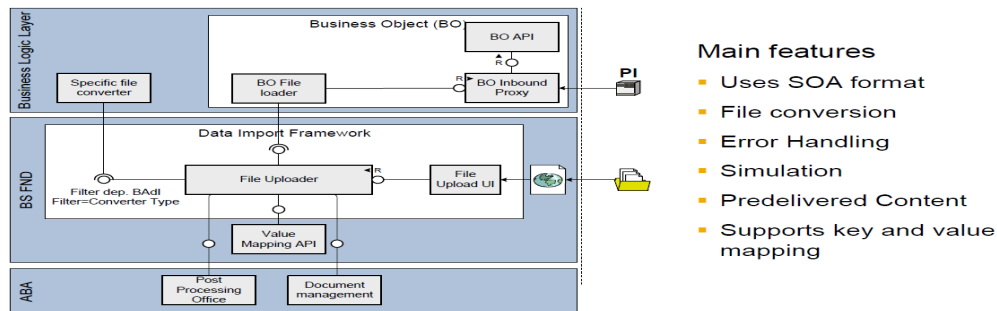 Business Logic Layer
Business Object (BO)
BO API
R
Specific file
converter
BO File
loader
R
BO Inbound
Proxy
PI
BS FND
Data Import Framework
File Uploader
R
File
Upload UI
Filter dep. BAdI
Filter=Converter Type
Value
Mapping API
ABA
Post
Processing
Office
Document
management
Main features
Uses SOA format
File conversion
Error Handling
Simulation
Predelivered Content
Supports key and value
mapping